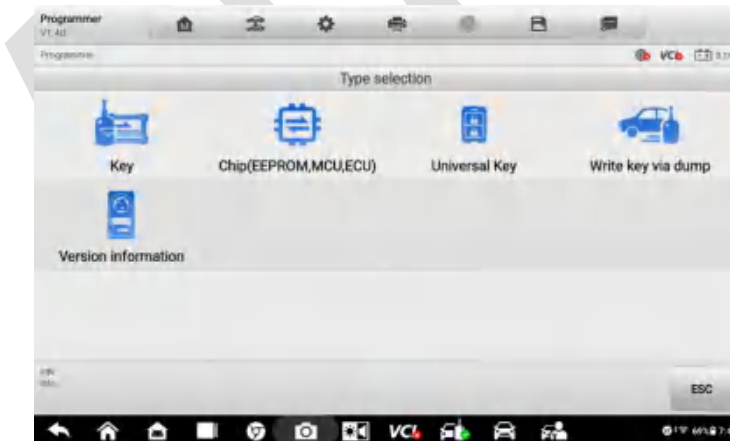 Programmer
V1.40
Programmer
VCI
Type selection
Key
Chip(EEPROM,MCU,ECU)
Universal Key
Write key via dump
Version information
ESC
VCI